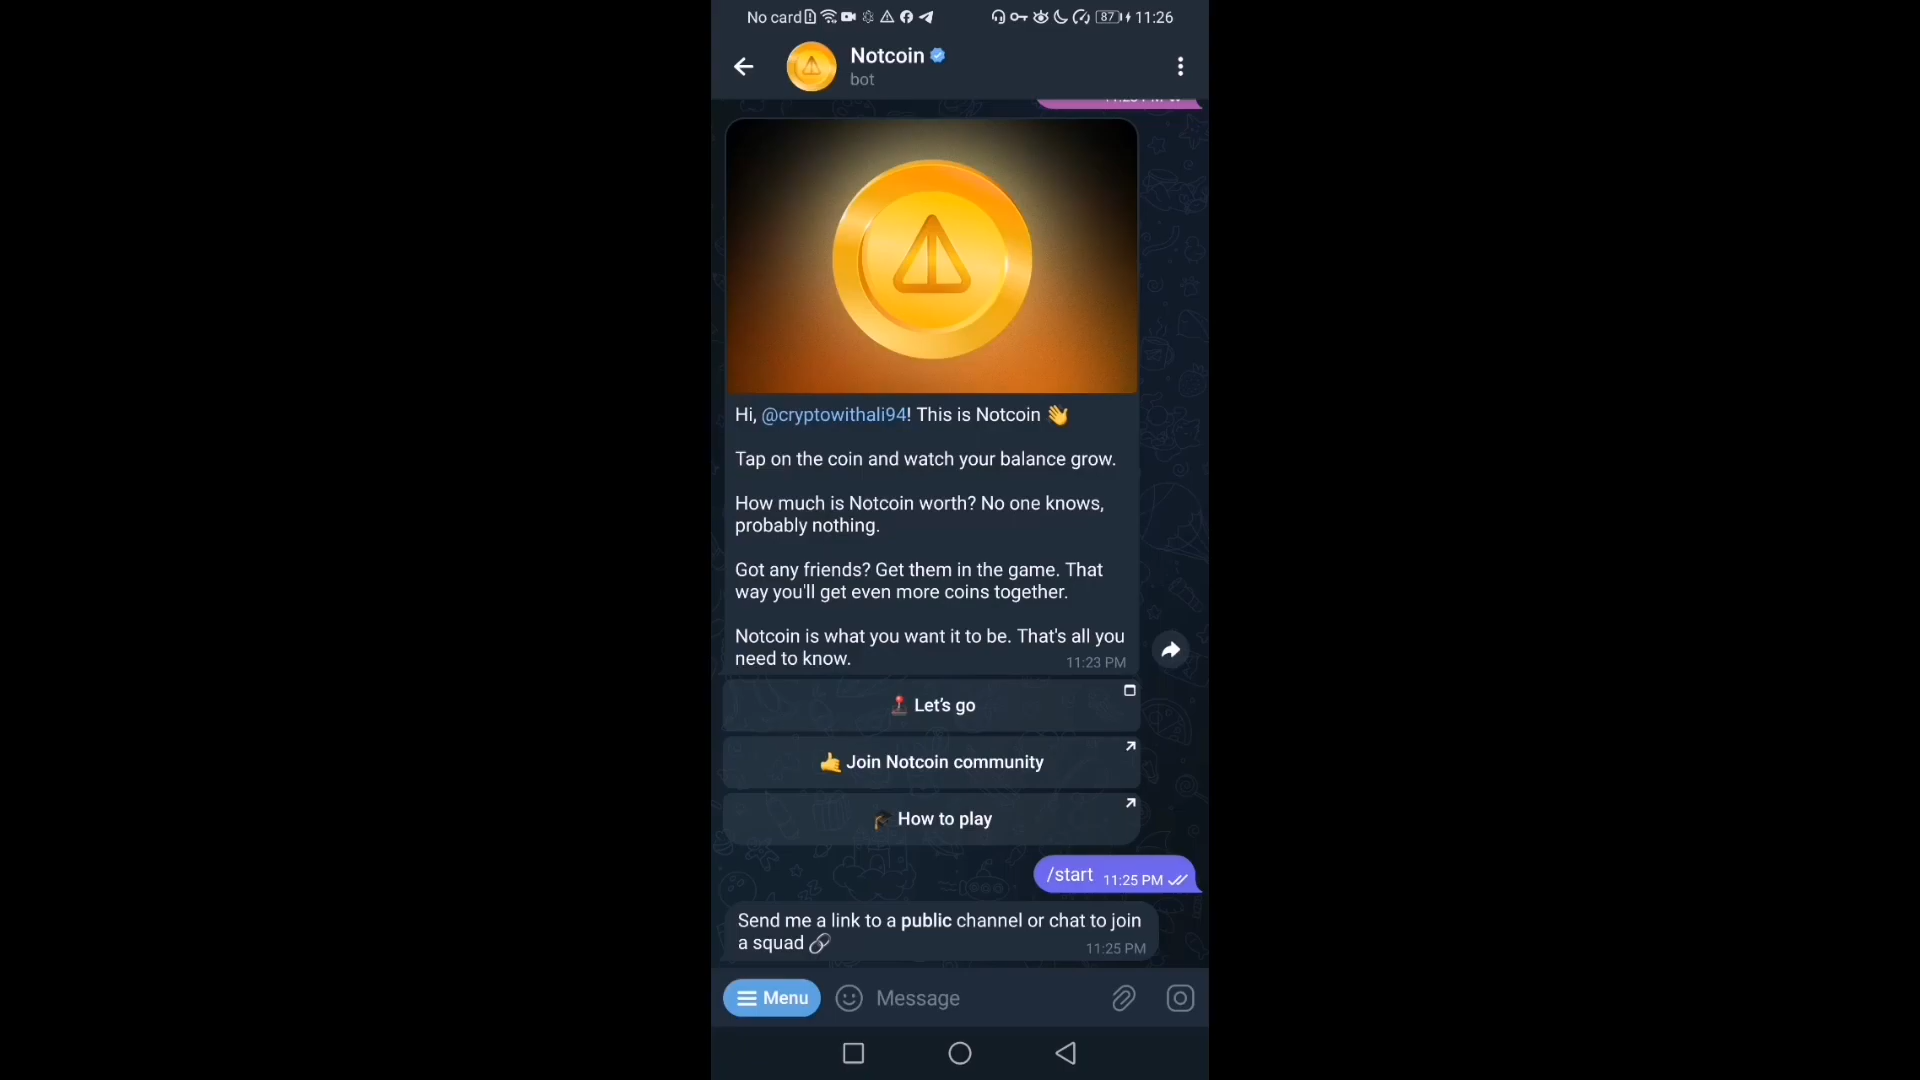 No card 87 11:26
Notcoin
bot
Hi, @cryptowithali94! This is Notcoin 👋
Tap on the coin and watch your balance grow.
How much is Notcoin worth? No one knows,
probably nothing.
Got any friends? Get them in the game. That
way you'll get even more coins together.
Notcoin is what you want it to be. That's all you
need to know. 11:23 PM
🕹️ Let’s go
🤙 Join Notcoin community
🎓 How to play
/start 11:25 PM
Send me a link to a public channel or chat to join
a squad 🔗 11:25 PM
Menu Message